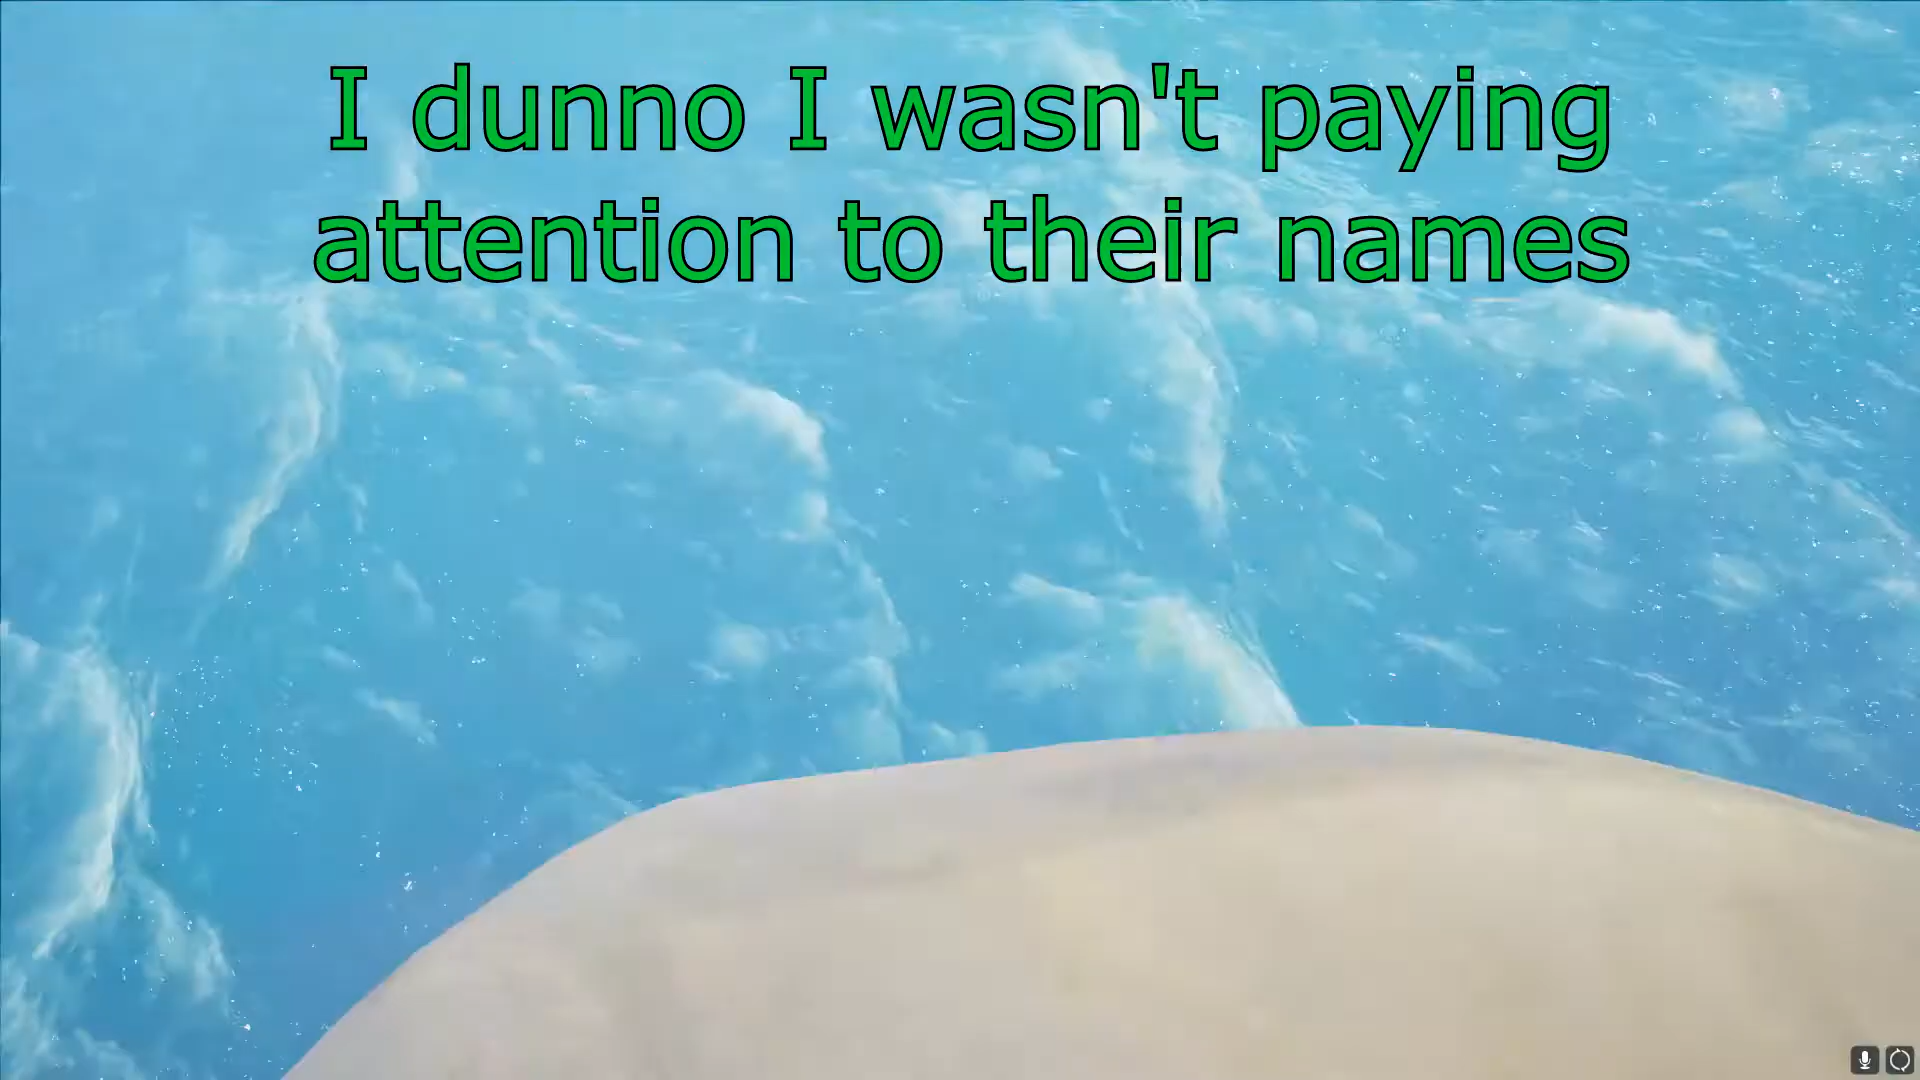 I dunno I wasn't paying
attention to their names